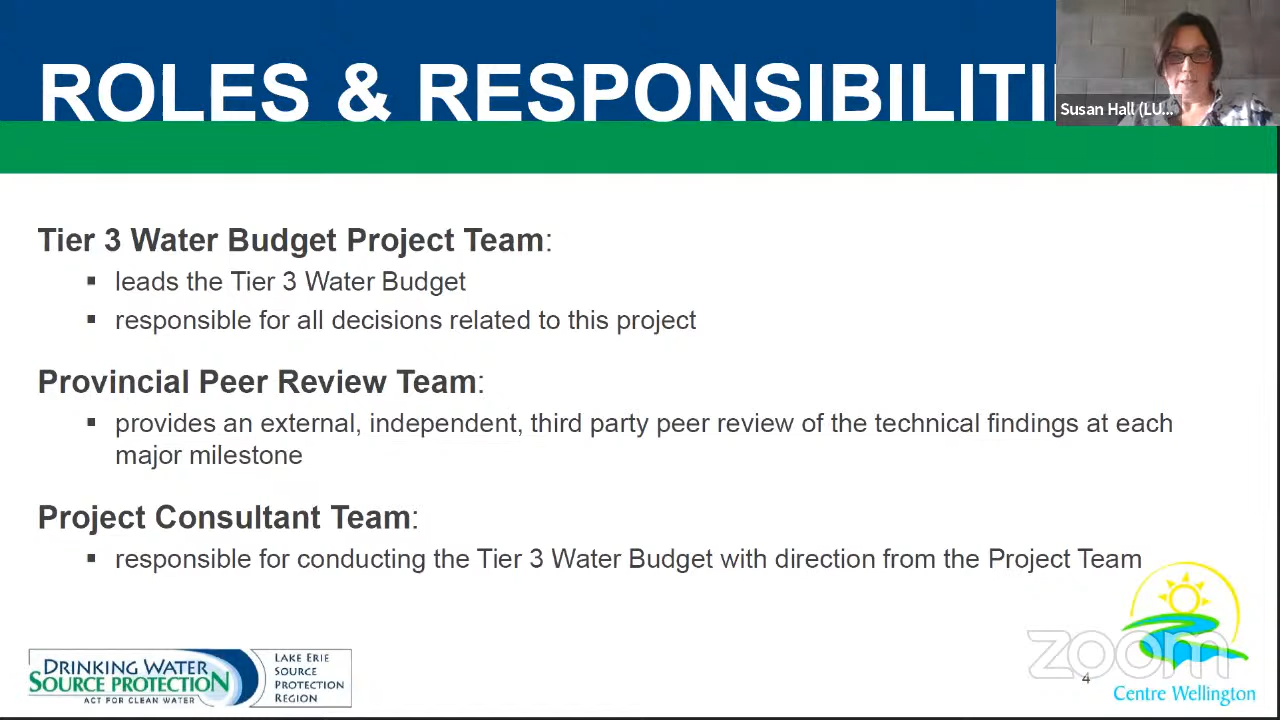 ROLES & RESPONSIBILITI
Susan Hall (LU...
Tier 3 Water Budget Project Team:
▪ leads the Tier 3 Water Budget
▪ responsible for all decisions related to this project
Provincial Peer Review Team:
▪ provides an external, independent, third party peer review of the technical findings at each
major milestone
Project Consultant Team:
▪ responsible for conducting the Tier 3 Water Budget with direction from the Project Team
DRINKING WATER
SOURCE PROTECTION
ACT FOR CLEAN WATER
LAKE ERIE
SOURCE
PROTECTION
REGION
zoom
4
Centre Wellington